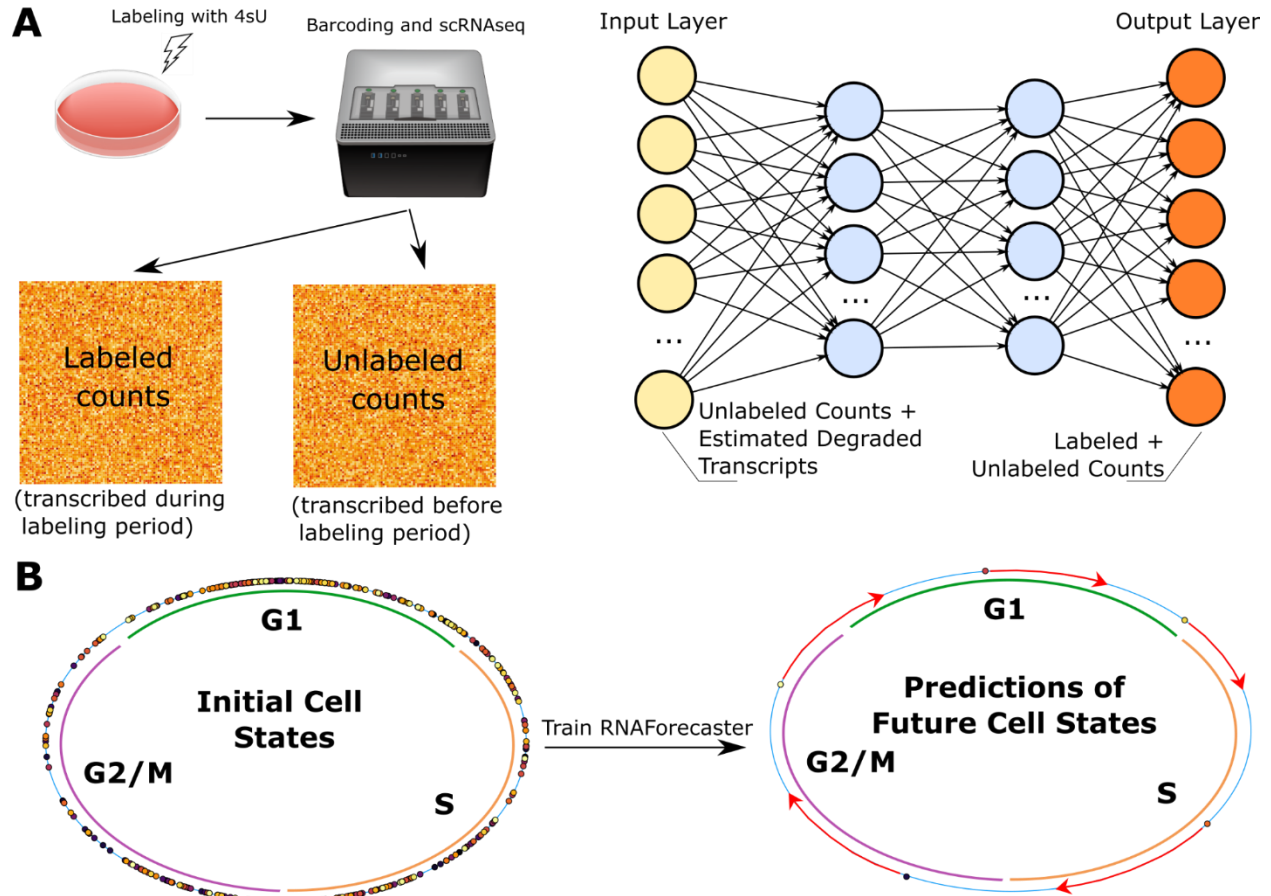 A
Labeling with 4sU
Barcoding and scRNAseq
Labeled
counts
(transcribed during
labeling period)
Unlabeled
counts
(transcribed before
labeling period)
Input Layer
Output Layer
...
...
...
...
Unlabeled Counts +
Estimated Degraded
Transcripts
Labeled +
Unlabeled Counts
B
G1
Initial Cell
States
G2/M
S
Train RNAForecaster
G1
Predictions of
Future Cell States
G2/M
S